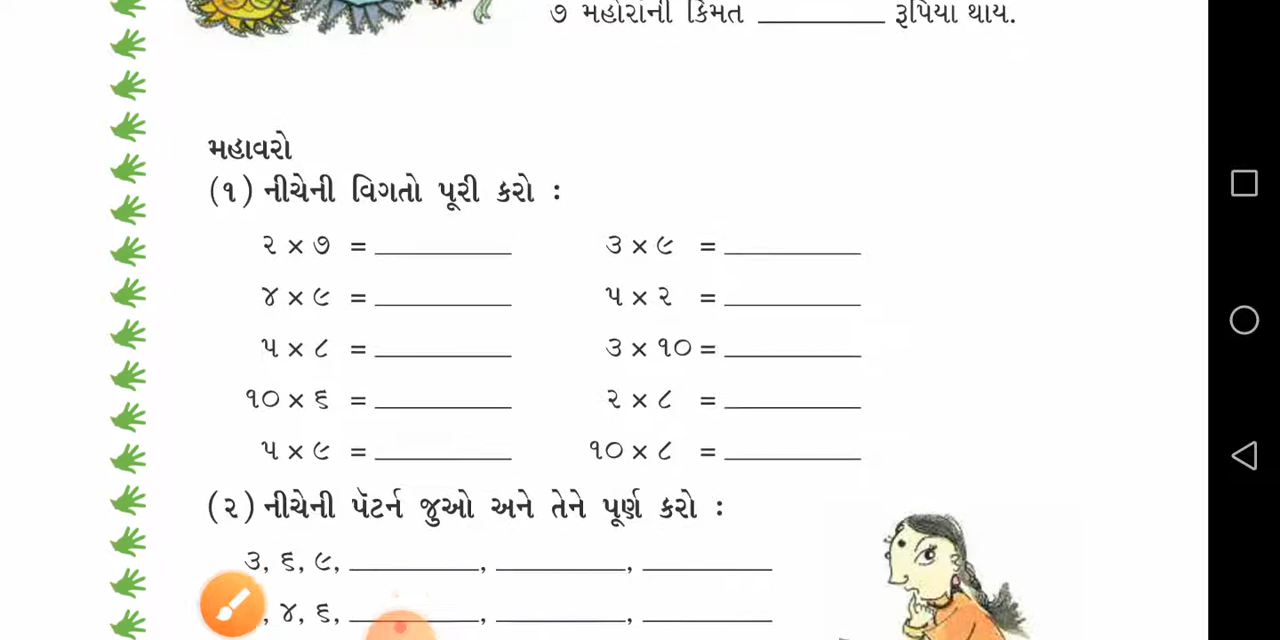 ૭ મહોરોની કિંમત __________ રૂપિયા થાય.
મહાવરો
(૧) નીચેની વિગતો પૂરી કરો :
૨ × ૭ = __________ ૩ × ૯ = __________
૪ × ૯ = __________ ૫ × ૨ = __________
૫ × ૮ = __________ ૩ × ૧૦ = __________
૧૦ × ૬ = __________ ૨ × ૮ = __________
૫ × ૯ = __________ ૧૦ × ૮ = __________
(૨) નીચેની પૅટર્ન જુઓ અને તેને પૂર્ણ કરો :
૩, ૬, ૯, __________, __________, __________
, ૪, ૬, __________, __________, __________